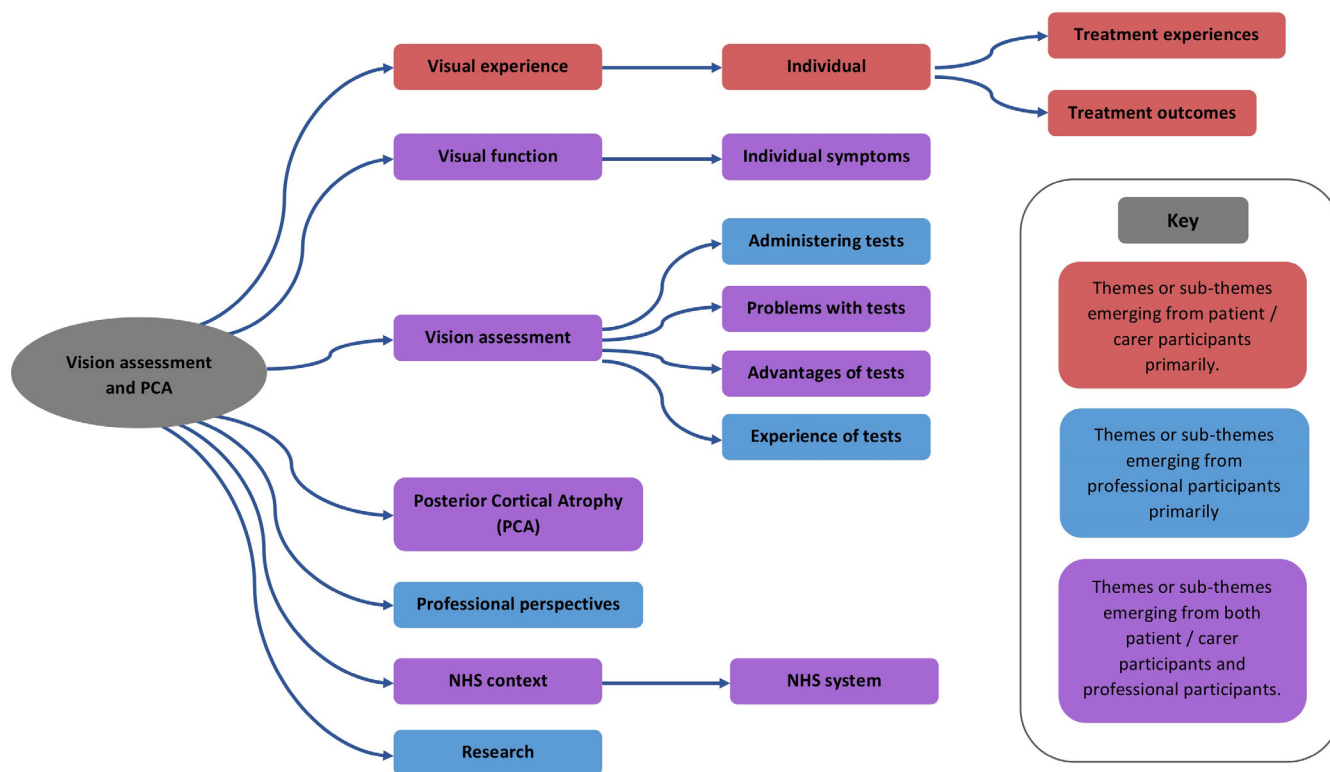 Visual experience
Individual
Treatment experiences
Treatment outcomes
Visual function
Individual symptoms
Vision assessment
and PCA
Vision assessment
Administering tests
Problems with tests
Advantages of tests
Experience of tests
Posterior Cortical Atrophy
(PCA)
Professional perspectives
NHS context
NHS system
Research
Key
Themes or sub-themes
emerging from patient /
carer participants
primarily.
Themes or sub-themes
emerging from
professional participants
primarily
Themes or sub-themes
emerging from both
patient / carer
participants and
professional participants.